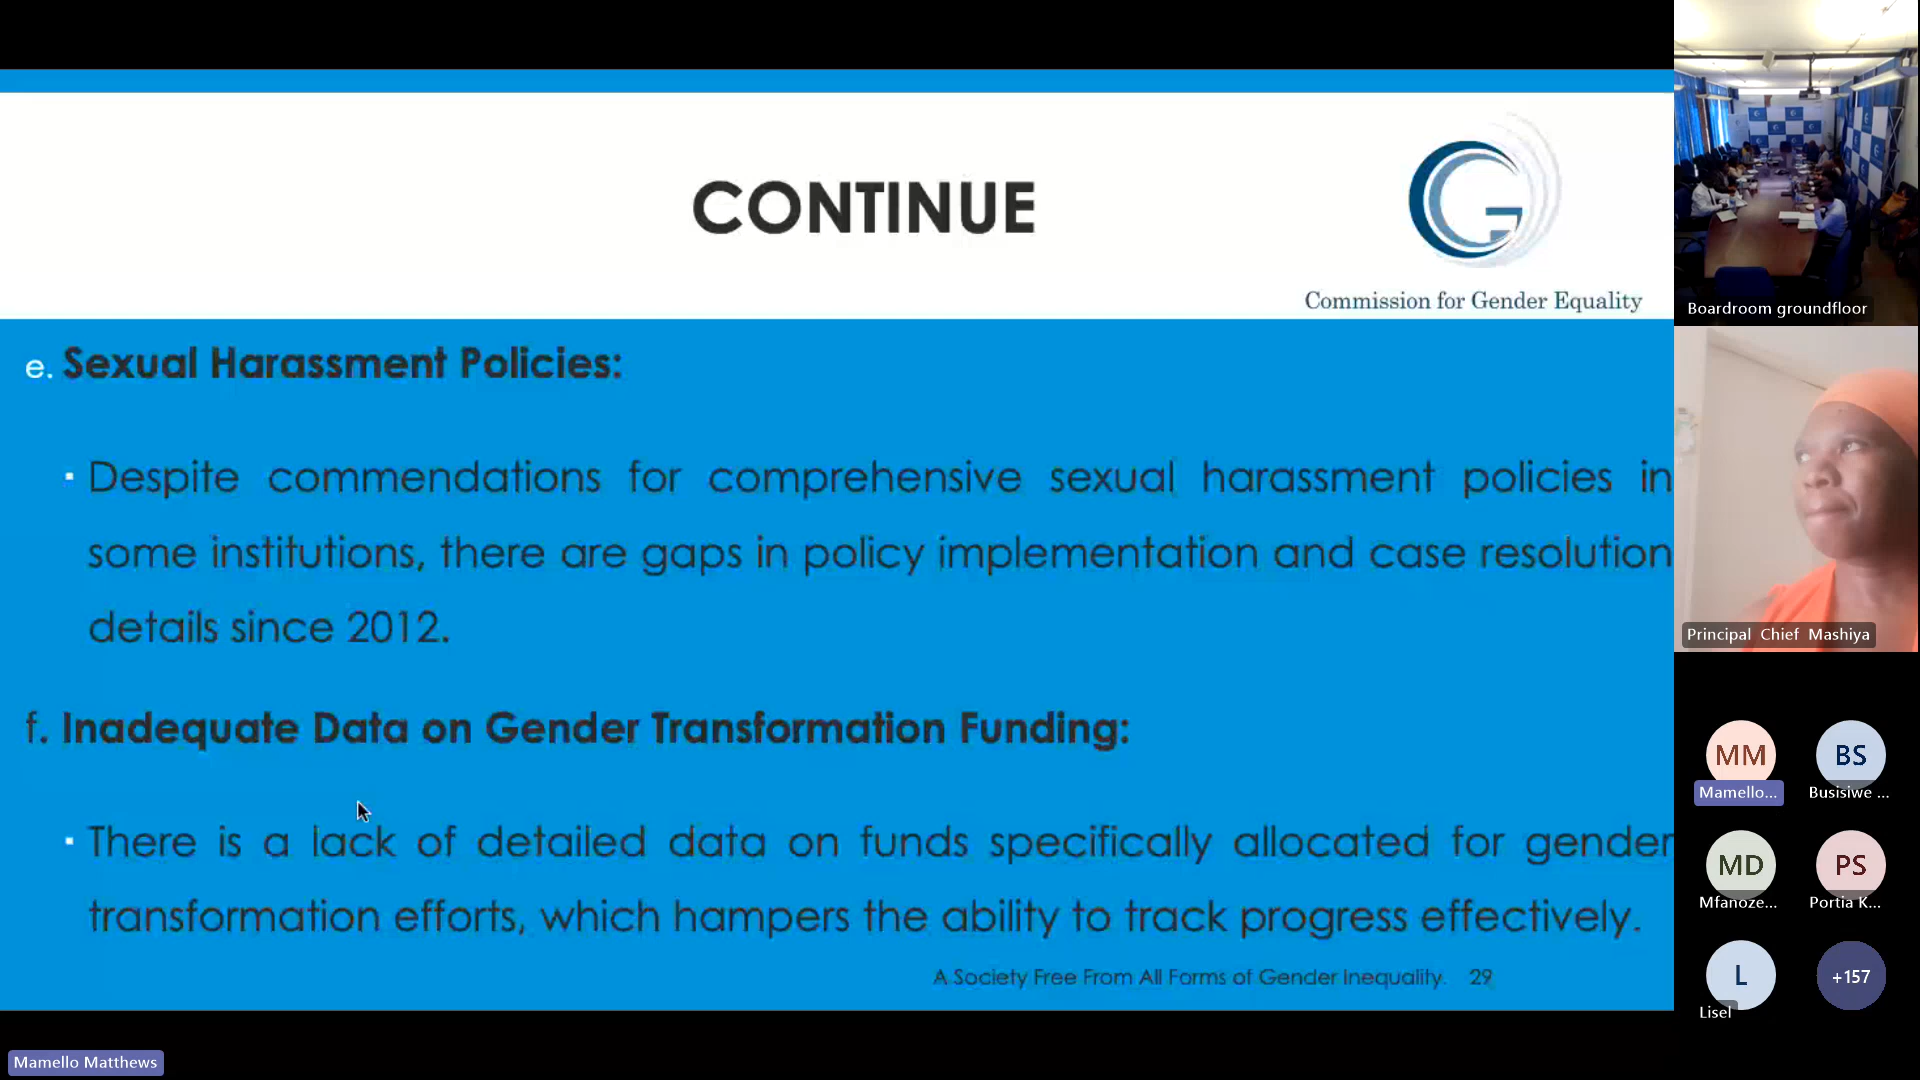 CONTINUE
Commission for Gender Equality
e. Sexual Harassment Policies:
▪ Despite commendations for comprehensive sexual harassment policies in
some institutions, there are gaps in policy implementation and case resolution
details since 2012.
f. Inadequate Data on Gender Transformation Funding:
▪ There is a lack of detailed data on funds specifically allocated for gender
transformation efforts, which hampers the ability to track progress effectively.
A Society Free From All Forms of Gender Inequality 29
Mamello Matthews
Boardroom groundfloor
Principal Chief Mashiya
MM BS
Mamello... Busisiwe ...
MD PS
Mfanoze... Portia K...
L +157
Lisel